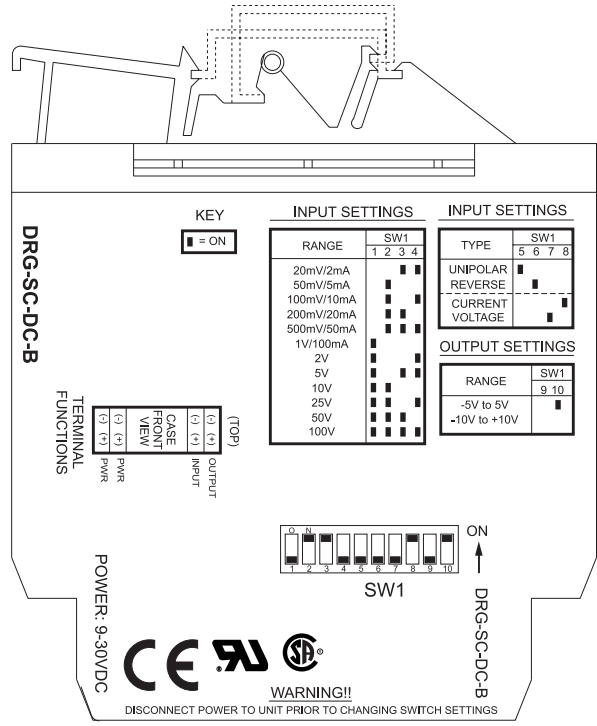 KEY
= ON
INPUT SETTINGS
RANGE
SW1
1 2 3 4
20mV/2mA
50mV/5mA
100mV/10mA
200mV/20mA
500mV/50mA
1V/100mA
2V
5V
10V
25V
50V
100V
INPUT SETTINGS
TYPE
SW1
5 6 7 8
UNIPOLAR
REVERSE
CURRENT
VOLTAGE
OUTPUT SETTINGS
RANGE
SW1
9 10
-5V to 5V
-10V to +10V
DRG-SC-DC-B
TERMINAL
FUNCTIONS
(-) (+) PWR
(-) (+) PWR
CASE
FRONT
VIEW
(-) (+) INPUT
(-) (+) OUTPUT
(TOP)
O N
1 2 3 4 5 6 7 8 9 10
SW1
ON
DRG-SC-DC-B
POWER: 9-30VDC
CE
RU
SA
®
WARNING!!
DISCONNECT POWER TO UNIT PRIOR TO CHANGING SWITCH SETTINGS